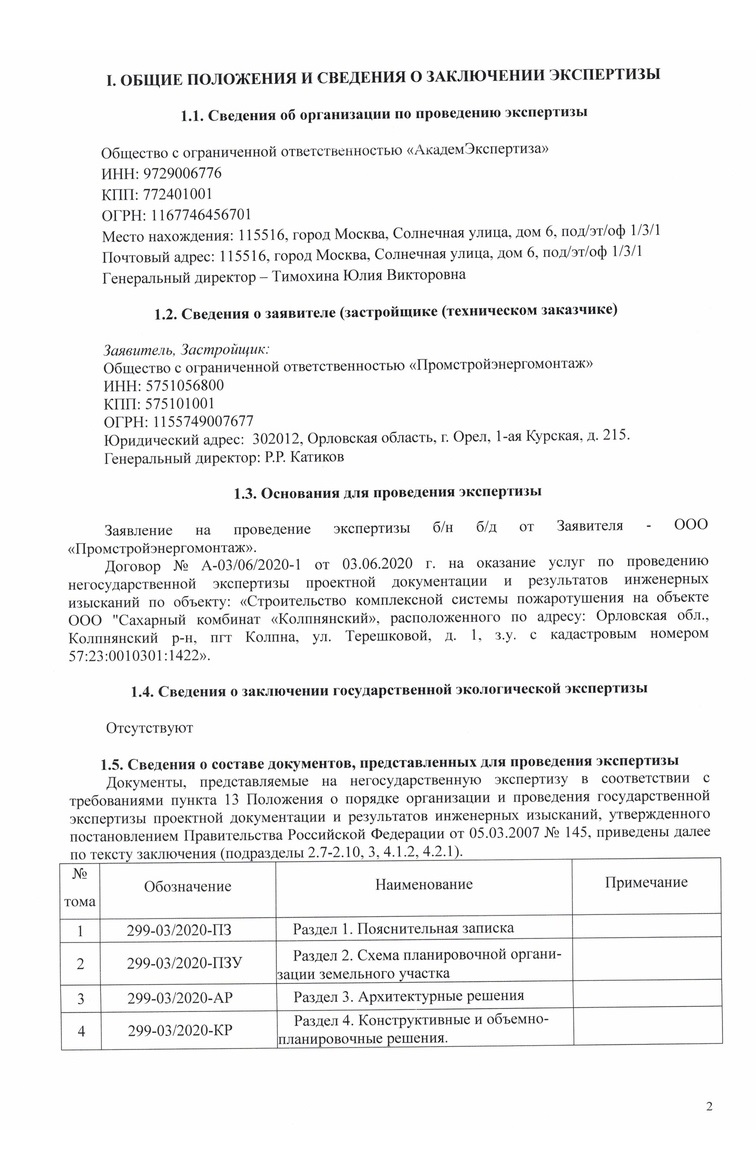 I. ОБЩИЕ ПОЛОЖЕНИЯ И СВЕДЕНИЯ О ЗАКЛЮЧЕНИИ ЭКСПЕРТИЗЫ
1.1. Сведения об организации по проведению экспертизы
Общество с ограниченной ответственностью «АкадемЭкспертиза»
ИНН: 9729006776
КПП: 772401001
ОГРН: 1167746456701
Место нахождения: 115516, город Москва, Солнечная улица, дом 6, под/эт/оф 1/3/1
Почтовый адрес: 115516, город Москва, Солнечная улица, дом 6, под/эт/оф 1/3/1
Генеральный директор – Тимохина Юлия Викторовна
1.2. Сведения о заявителе (застройщике (техническом заказчике)
Заявитель, Застройщик:
Общество с ограниченной ответственностью «Промстройэнергомонтаж»
ИНН: 5751056800
КПП: 575101001
ОГРН: 1155749007677
Юридический адрес: 302012, Орловская область, г. Орел, 1-ая Курская, д. 215.
Генеральный директор: Р.Р. Катиков
1.3. Основания для проведения экспертизы
Заявление на проведение экспертизы б/н б/д от Заявителя - ООО
«Промстройэнергомонтаж».
Договор № А-03/06/2020-1 от 03.06.2020 г. на оказание услуг по проведению
негосударственной экспертизы проектной документации и результатов инженерных
изысканий по объекту: «Строительство комплексной системы пожаротушения на объекте
ООО "Сахарный комбинат «Колпнянский», расположенного по адресу: Орловская обл.,
Колпнянский р-н, пгт Колпна, ул. Терешковой, д. 1, з.у. с кадастровым номером
57:23:0010301:1422».
1.4. Сведения о заключении государственной экологической экспертизы
Отсутствуют
1.5. Сведения о составе документов, представленных для проведения экспертизы
Документы, представляемые на негосударственную экспертизу в соответствии с
требованиями пункта 13 Положения о порядке организации и проведения государственной
экспертизы проектной документации и результатов инженерных изысканий, утвержденного
постановлением Правительства Российской Федерации от 05.03.2007 № 145, приведены далее
по тексту заключения (подразделы 2.7-2.10, 3, 4.1.2, 4.2.1).
№ тома Обозначение Наименование Примечание
1 299-03/2020-ПЗ Раздел 1. Пояснительная записка
2 299-03/2020-ПЗУ Раздел 2. Схема планировочной органи-
зации земельного участка
3 299-03/2020-АР Раздел 3. Архитектурные решения
4 299-03/2020-КР Раздел 4. Конструктивные и объемно-
планировочные решения.
2